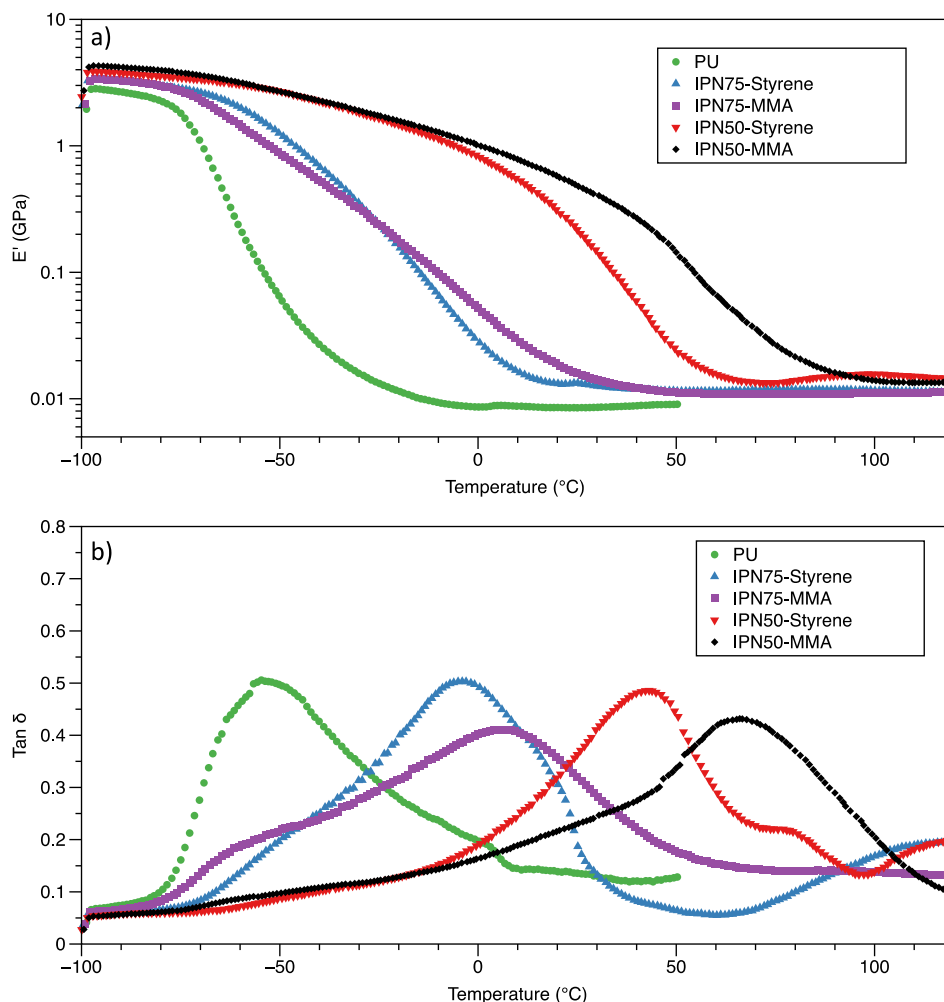 a)
10
1
0.1
0.01
E' (GPa)
PU
IPN75-Styrene
IPN75-MMA
IPN50-Styrene
IPN50-MMA
−100 −50 0 50 100
Temperature (°C)
b)
0.8
0.7
0.6
0.5
0.4
0.3
0.2
0.1
0
Tan δ
PU
IPN75-Styrene
IPN75-MMA
IPN50-Styrene
IPN50-MMA
−100 −50 0 50 100
Temperature (°C)